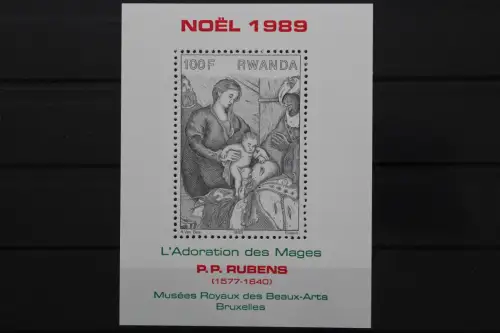 NOËL 1989
100F RWANDA
L'Adoration des Mages
P.P. RUBENS
(1577-1640)
Musées Royaux des Beaux-Arts
Bruxelles